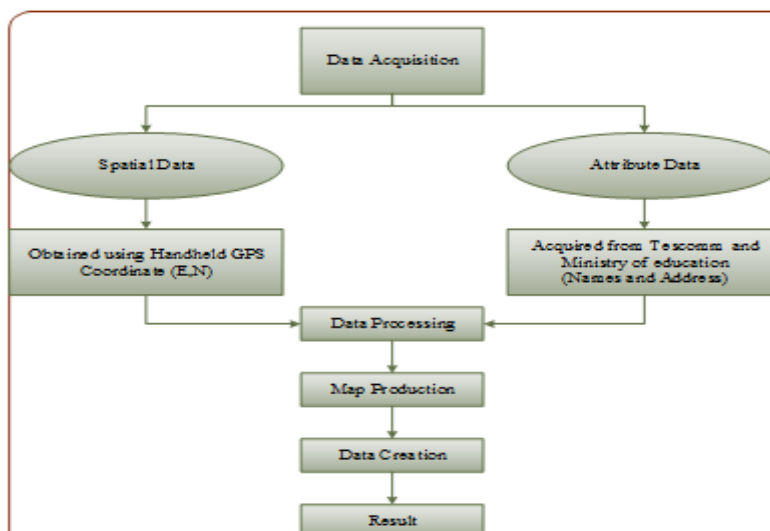 Data Acquisition
Spatial Data
Attribute Data
Obtained using Handheld GPS
Coordinate (E,N)
Acquired from Tescomm and
Ministry of education
(Names and Address)
Data Processing
Map Production
Data Creation
Result